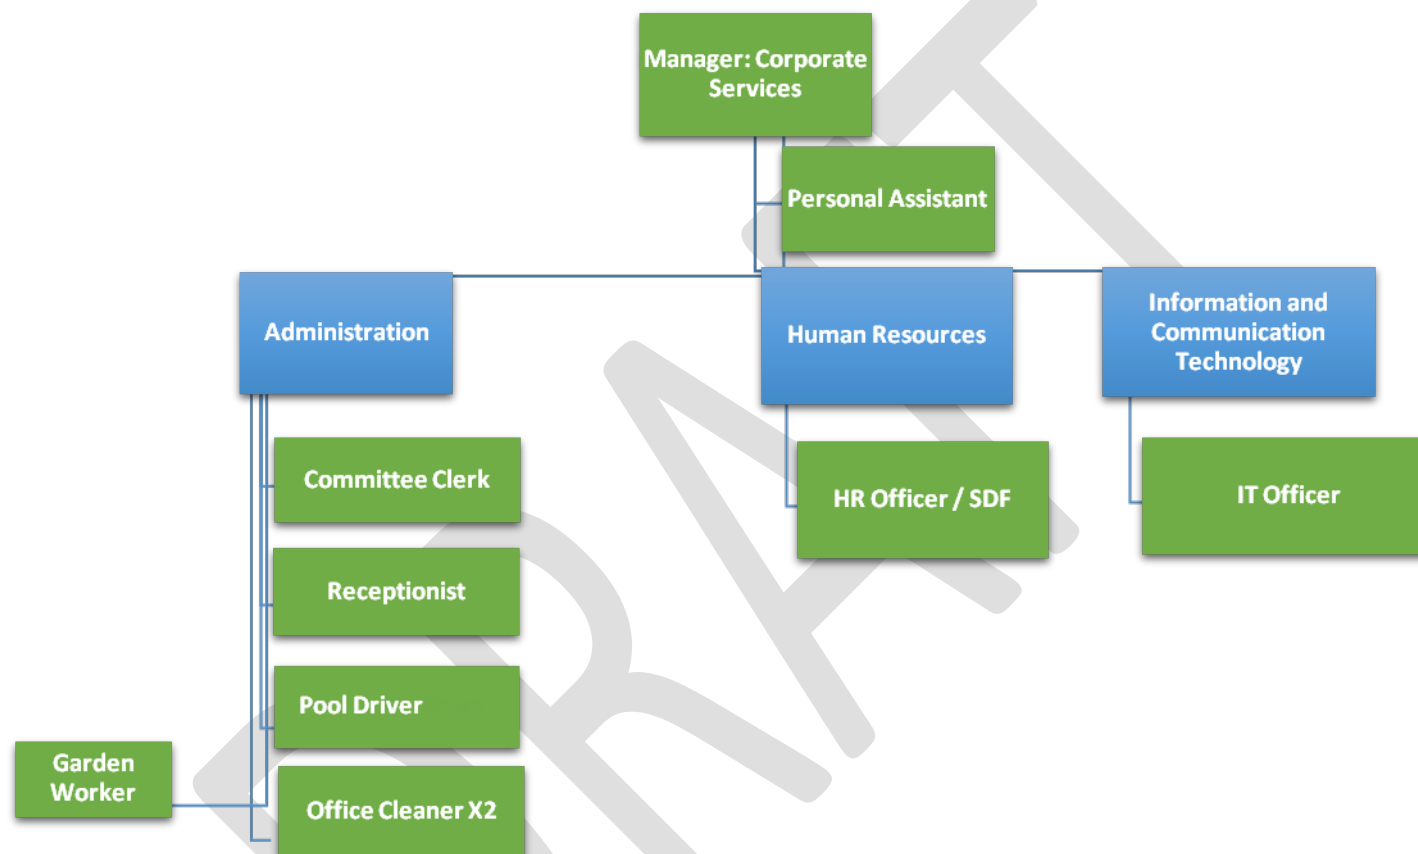 Manager: Corporate
Services
Personal Assistant
Administration
Human Resources
Information and
Communication
Technology
Committee Clerk
HR Officer / SDF
IT Officer
Receptionist
Pool Driver
Garden
Worker
Office Cleaner X2
DRAFT